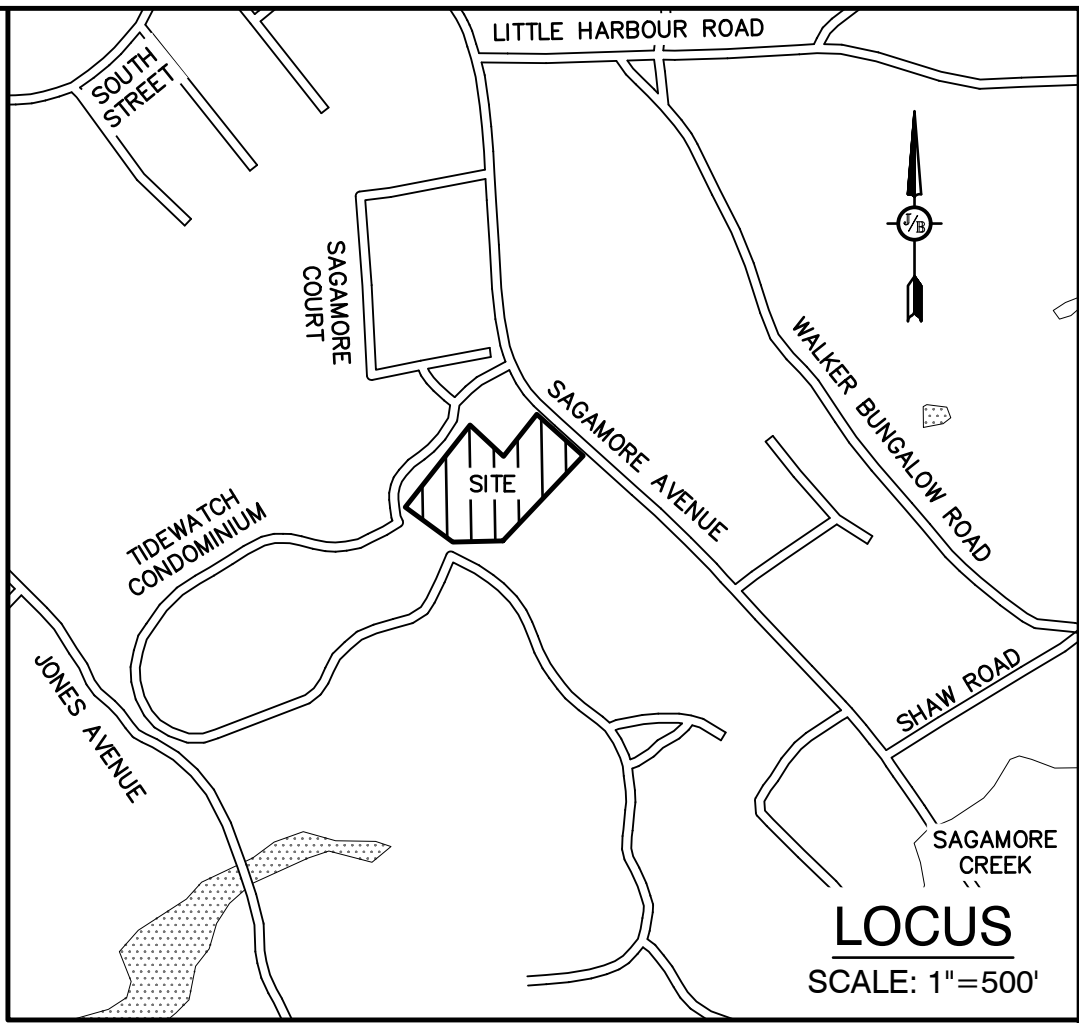 LITTLE HARBOUR ROAD
SOUTH
STREET
J/B
SAGAMORE
COURT
WALKER BUNGALOW ROAD
SAGAMORE AVENUE
SITE
TIDEWATCH
CONDOMINIUM
JONES AVENUE
SHAW ROAD
SAGAMORE
CREEK
LOCUS
SCALE: 1"=500'